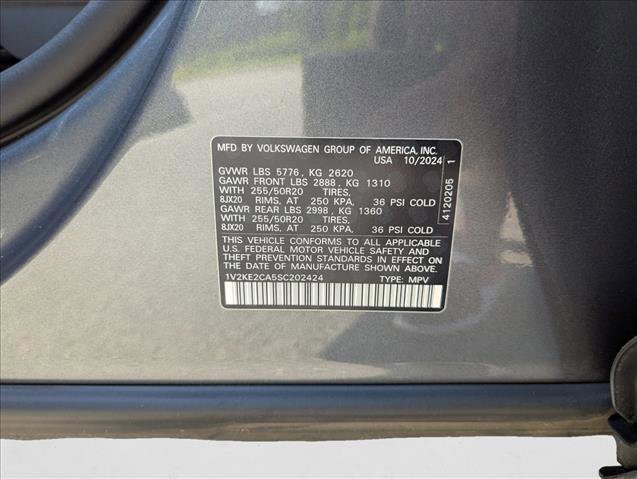 MFD BY VOLKSWAGEN GROUP OF AMERICA, INC.
USA 10/2024
GVWR LBS 5776, KG 2620
GAWR FRONT LBS 2888, KG 1310
WITH 255/50R20 TIRES,
8JX20 RIMS, AT 250 KPA, 36 PSI COLD
GAWR REAR LBS 2998, KG 1360
WITH 255/50R20 TIRES,
8JX20 RIMS, AT 250 KPA, 36 PSI COLD
THIS VEHICLE CONFORMS TO ALL APPLICABLE
U.S. FEDERAL MOTOR VEHICLE SAFETY AND
THEFT PREVENTION STANDARDS IN EFFECT ON
THE DATE OF MANUFACTURE SHOWN ABOVE.
1V2KE2CA5SC202424 TYPE: MPV
4120205 1